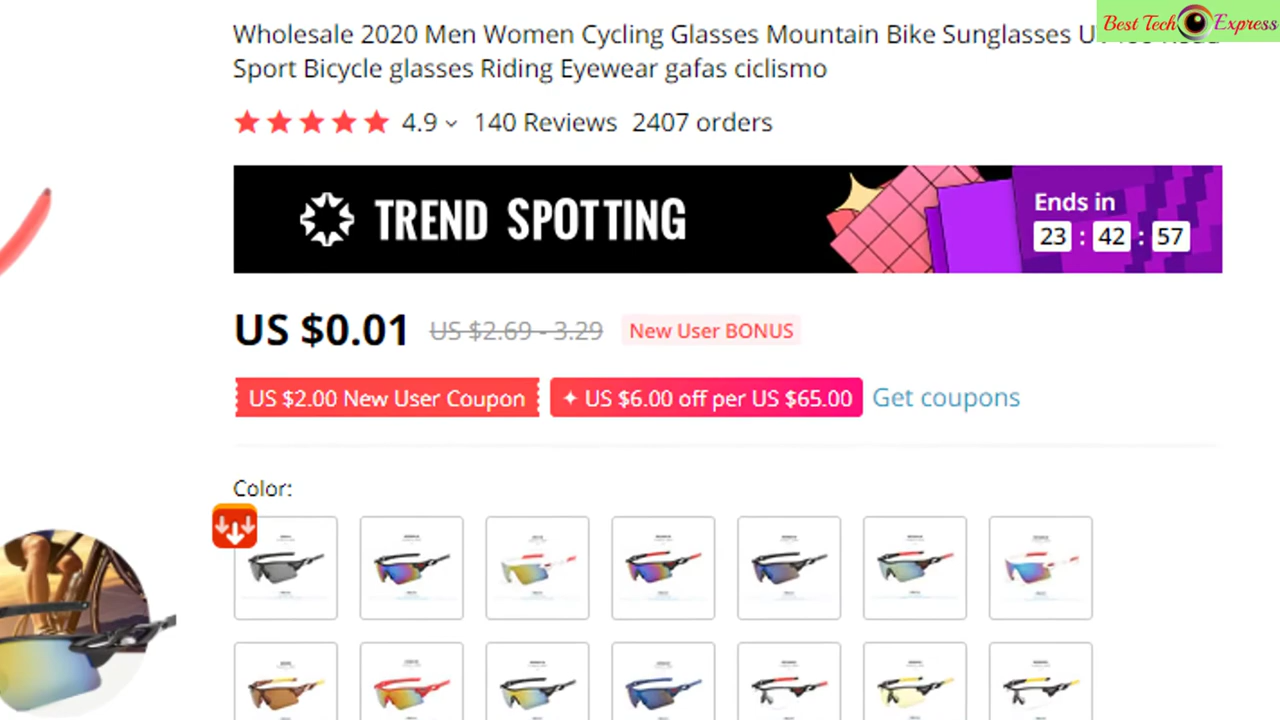 Best Tech Express
Wholesale 2020 Men Women Cycling Glasses Mountain Bike Sunglasses
Sport Bicycle glasses Riding Eyewear gafas ciclismo
4.9 140 Reviews 2407 orders
TREND SPOTTING
Ends in
23 : 42 : 57
US $0.01 US $2.69 - 3.29 New User BONUS
US $2.00 New User Coupon US $6.00 off per US $65.00 Get coupons
Color: